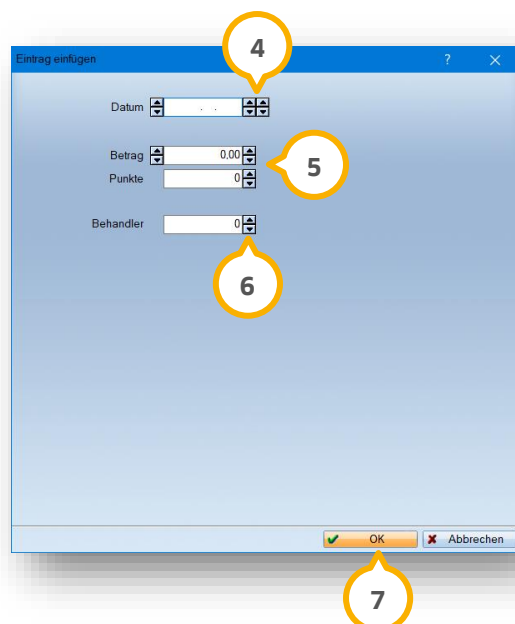 4
Eintrag einfügen ? ×
Datum . .
Betrag 0,00
5
Punkte 0
Behandler 0
6
OK Abbrechen
7